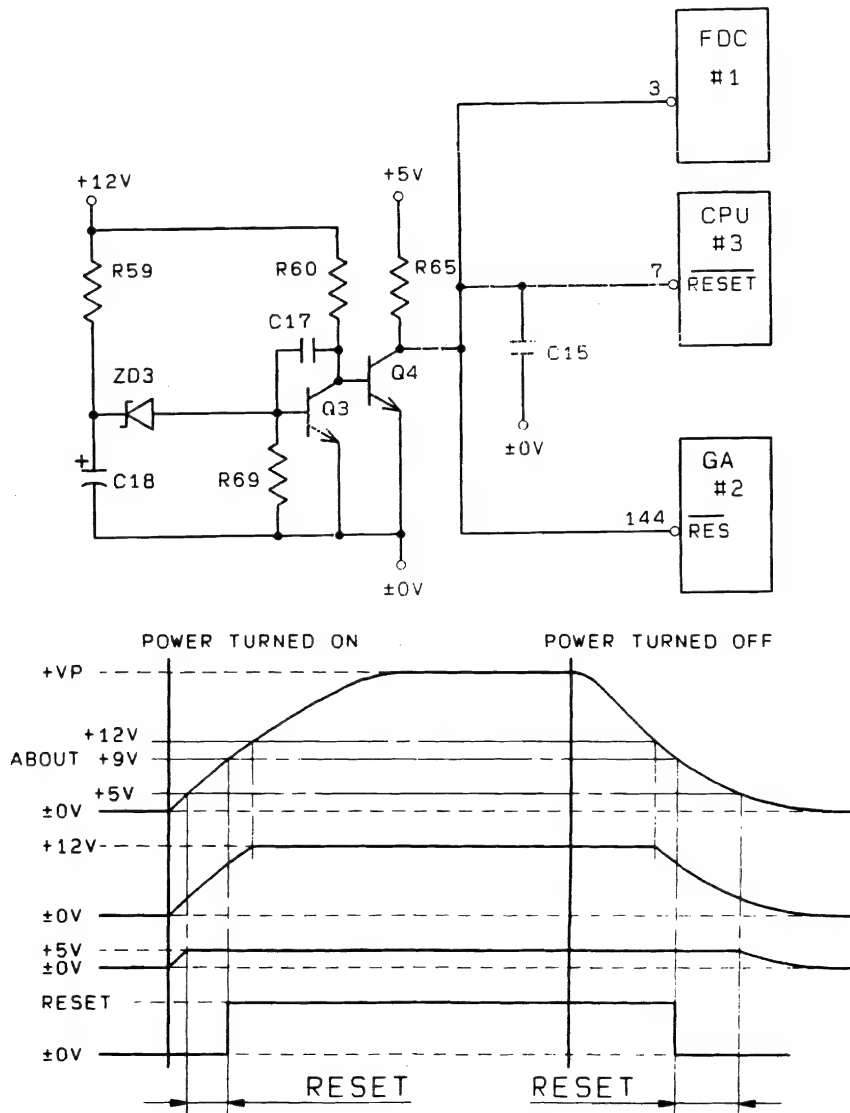 FDC
#1
3
+12V
+5V
CPU
#3
7
RESET
R59
R60
R65
C17
ZD3
Q4
C15
Q3
±0V
+
C18
R69
GA
#2
144
RES
±0V
POWER TURNED ON
POWER TURNED OFF
+VP
+12V
ABOUT +9V
+5V
±0V
+12V
±0V
+5V
±0V
RESET
±0V
RESET
RESET